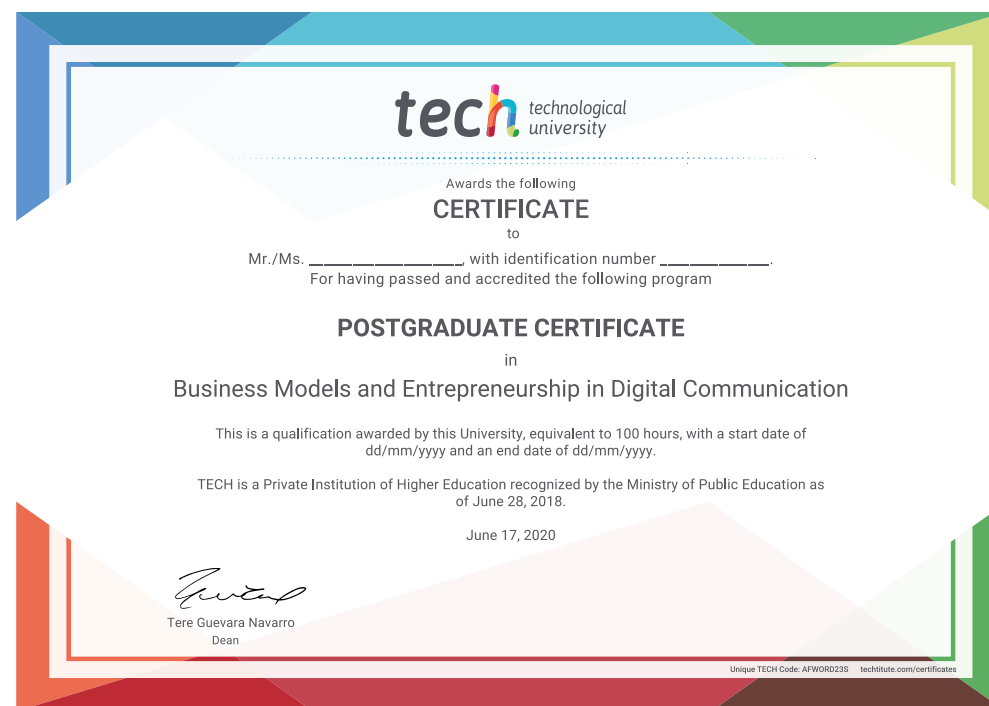 tech technological
university
Awards the following
CERTIFICATE
to
Mr./Ms. ____________________, with identification number ______________.
For having passed and accredited the following program
POSTGRADUATE CERTIFICATE
in
Business Models and Entrepreneurship in Digital Communication
This is a qualification awarded by this University, equivalent to 100 hours, with a start date of
dd/mm/yyyy and an end date of dd/mm/yyyy.
TECH is a Private Institution of Higher Education recognized by the Ministry of Public Education as
of June 28, 2018.
June 17, 2020
Tere Guevara Navarro
Dean
Unique TECH Code: AFWORD23S techtitute.com/certificates